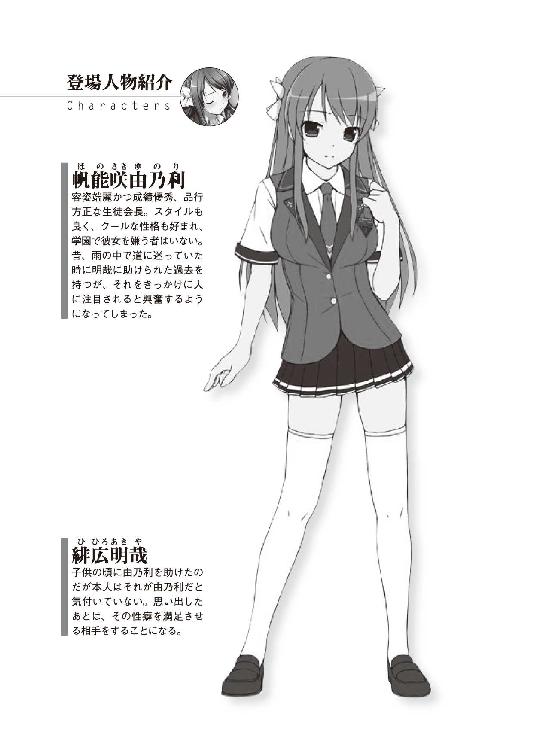 登場人物紹介
Characters
ほのさきゆのり
帆能咲由乃利
容姿端麗かつ成績優秀、品行
方正な生徒会長。スタイルも
良く、クールな性格も好まれ、
学園で彼女を嫌う者はいない。
昔、雨の中で道に迷っていた
時に明哉に助けられた過去を
持つが、それをきっかけに人
に注目されると興奮するよう
になってしまった。
ひひろあきや
緋広明哉
子供の頃に由乃利を助けたの
だが本人はそれが由乃利だと
気付いていない。思い出した
あとは、その性癖を満足させ
る相手をすることになる。